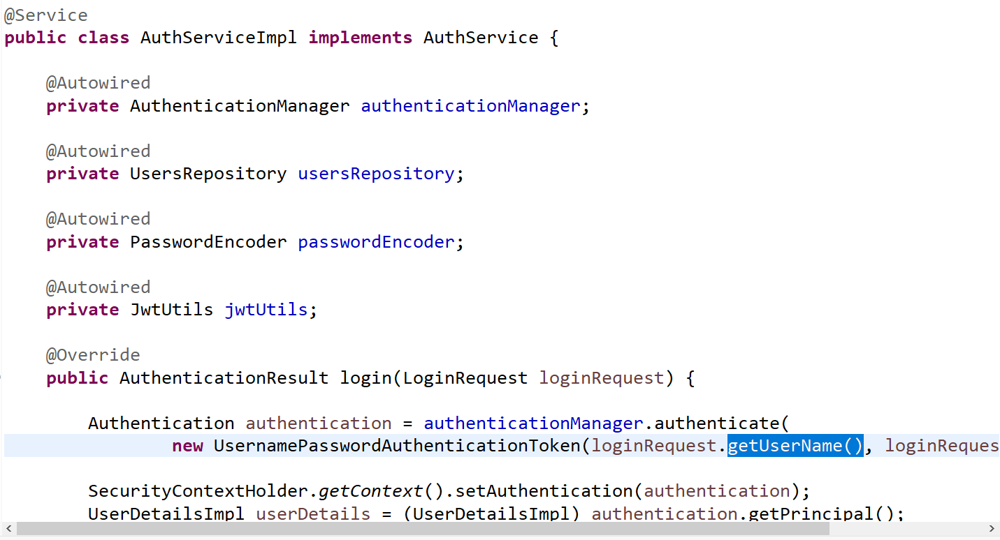 @Service
public class AuthServiceImpl implements AuthService {
@Autowired
private AuthenticationManager authenticationManager;
@Autowired
private UsersRepository usersRepository;
@Autowired
private PasswordEncoder passwordEncoder;
@Autowired
private JwtUtils jwtUtils;
@Override
public AuthenticationResult login(LoginRequest loginRequest) {
Authentication authentication = authenticationManager.authenticate(
new UsernamePasswordAuthenticationToken(loginRequest.getUserName(), loginReques
SecurityContextHolder.getContext().setAuthentication(authentication);
UserDetailsImpl userDetails = (UserDetailsImpl) authentication.getPrincipal();